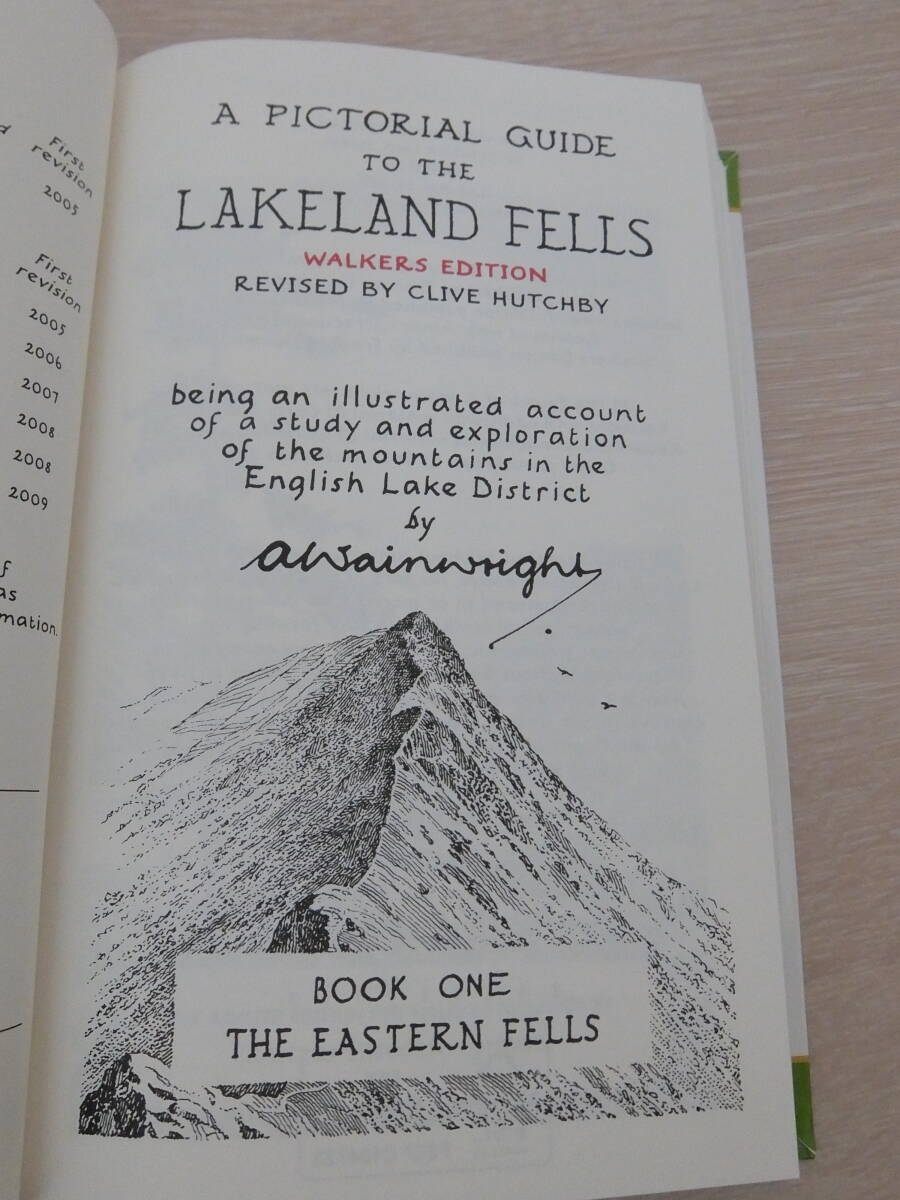 d
First
revision
2005
First
revision
2005
2006
2007
2008
2008
2009
f
as
mation.
A PICTORIAL GUIDE
TO THE
LAKELAND FELLS
WALKERS EDITION
REVISED BY CLIVE HUTCHBY
being an illustrated account
of a study and exploration
of the mountains in the
English Lake District
by
AWainwright
BOOK ONE
THE EASTERN FELLS